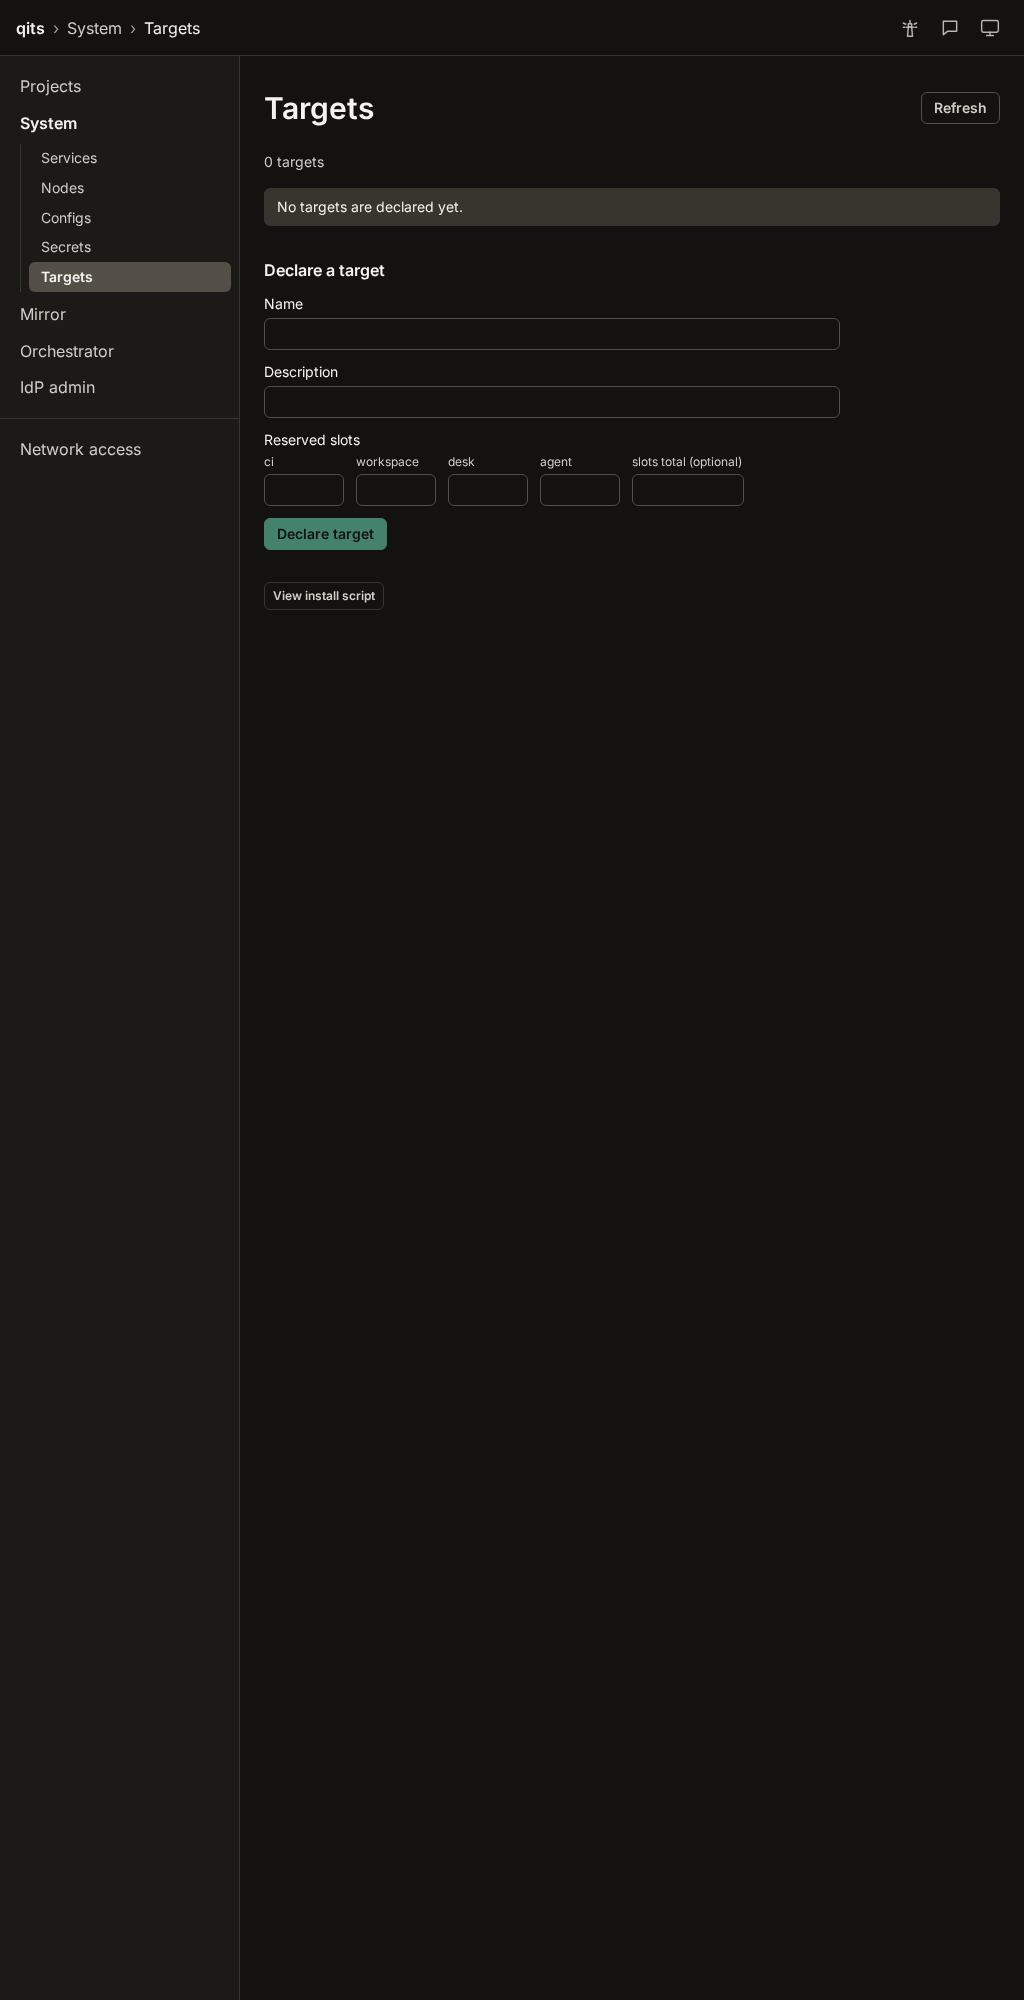 qits › System › Targets
Projects
System
Services
Nodes
Configs
Secrets
Targets
Mirror
Orchestrator
IdP admin
Network access
Targets
Refresh
0 targets
No targets are declared yet.
Declare a target
Name
Description
Reserved slots
ci workspace desk agent slots total (optional)
Declare target
View install script